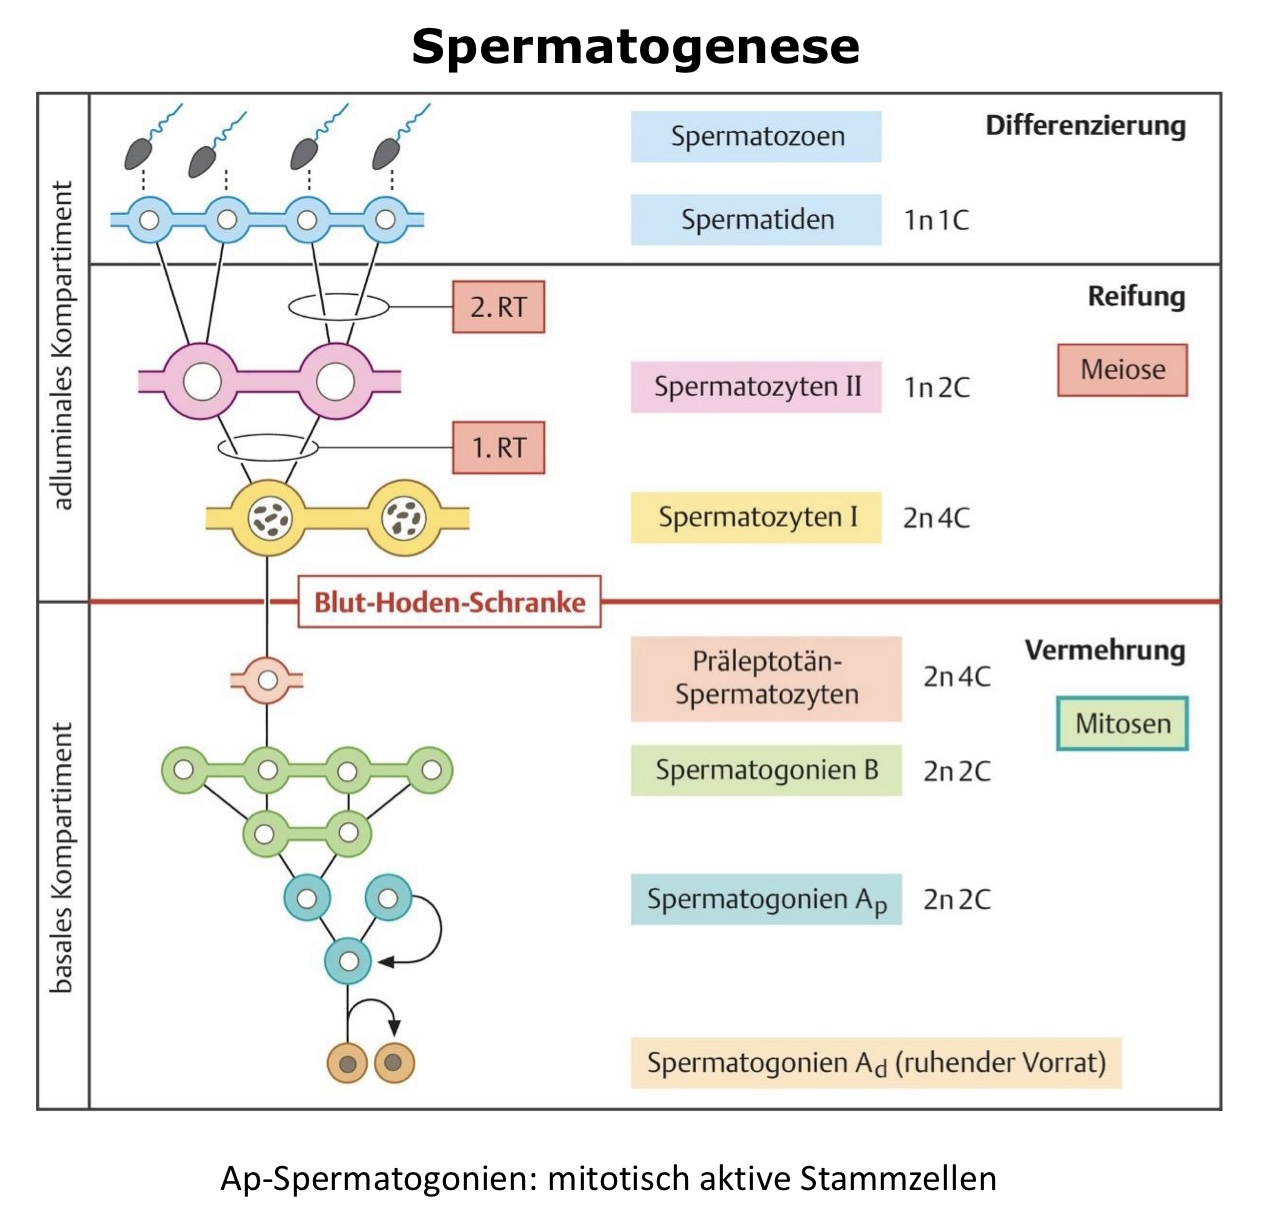 Spermatogenese
adluminales Kompartiment
Differenzierung
Spermatozoen
Spermatiden 1n 1C
Reifung
2. RT
Meiose
Spermatozyten II 1n 2C
1. RT
Spermatozyten I 2n 4C
Blut-Hoden-Schranke
basales Kompartiment
Vermehrung
Präleptotän-
Spermatozyten 2n 4C
Mitosen
Spermatogonien B 2n 2C
Spermatogonien Ap 2n 2C
Spermatogonien Ad (ruhender Vorrat)
Ap-Spermatogonien: mitotisch aktive Stammzellen